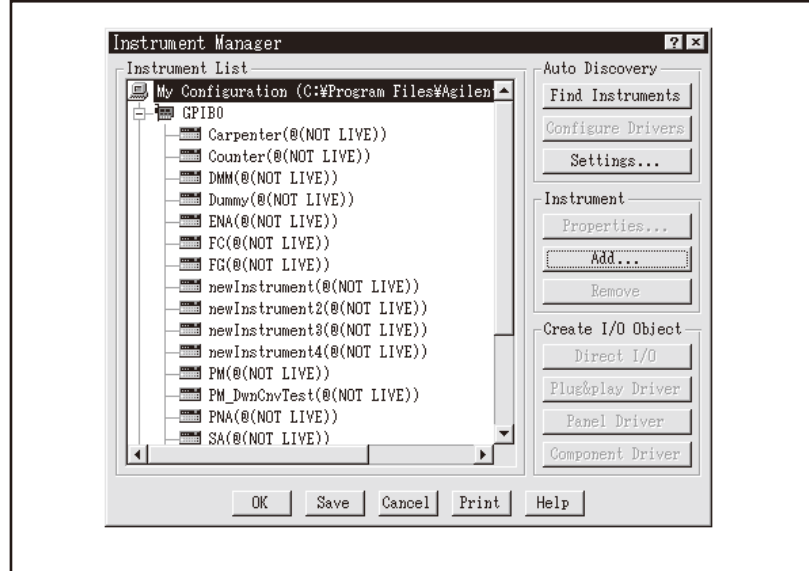 Instrument Manager
Instrument List
My Configuration (C:¥Program Files¥Agilen
GPIB0
Carpenter(@(NOT LIVE))
Counter(@(NOT LIVE))
DMM(@(NOT LIVE))
Dummy(@(NOT LIVE))
ENA(@(NOT LIVE))
FC(@(NOT LIVE))
FG(@(NOT LIVE))
newInstrument(@(NOT LIVE))
newInstrument2(@(NOT LIVE))
newInstrument3(@(NOT LIVE))
newInstrument4(@(NOT LIVE))
PM(@(NOT LIVE))
PM_DwnCnvTest(@(NOT LIVE))
PNA(@(NOT LIVE))
SA(@(NOT LIVE))
Auto Discovery
Find Instruments
Configure Drivers
Settings...
Instrument
Properties...
Add...
Remove
Create I/O Object
Direct I/O
Plug&play Driver
Panel Driver
Component Driver
OK Save Cancel Print Help